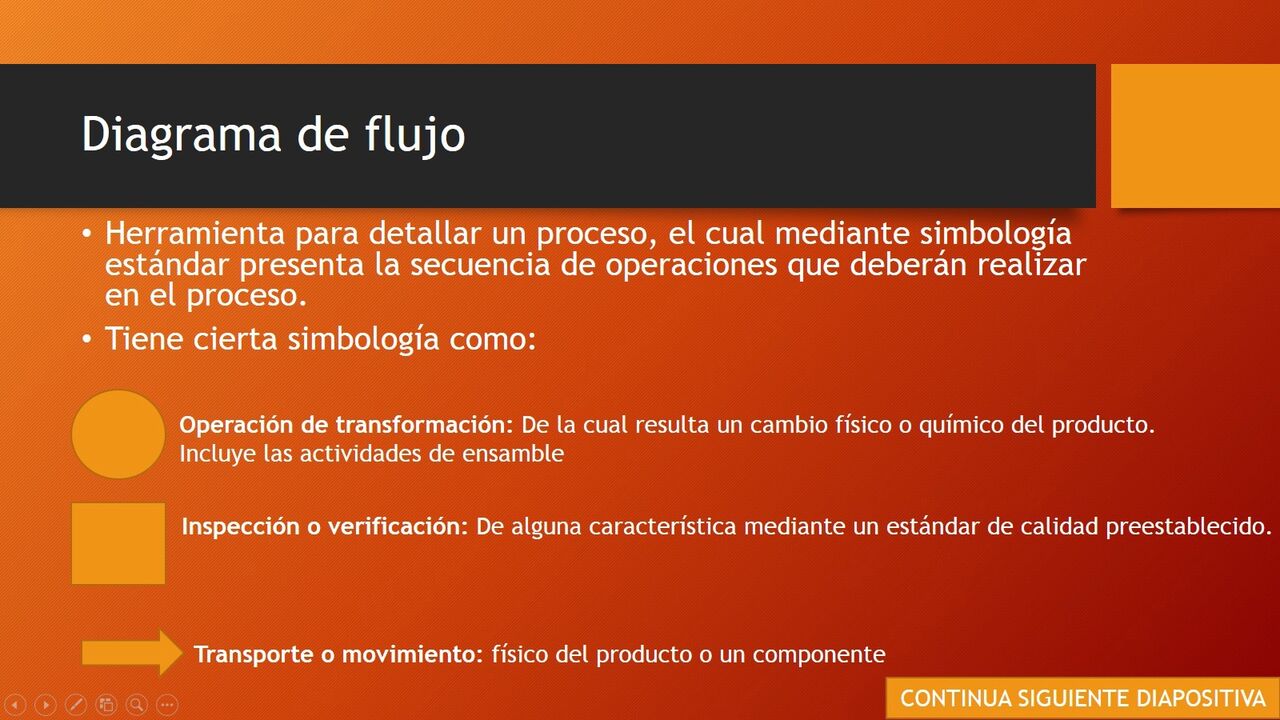 Diagrama de flujo
• Herramienta para detallar un proceso, el cual mediante simbología
estándar presenta la secuencia de operaciones que deberán realizar
en el proceso.
• Tiene cierta simbología como:
Operación de transformación: De la cual resulta un cambio físico o químico del producto.
Incluye las actividades de ensamble
Inspección o verificación: De alguna característica mediante un estándar de calidad preestablecido.
Transporte o movimiento: físico del producto o un componente
CONTINUA SIGUIENTE DIAPOSITIVA